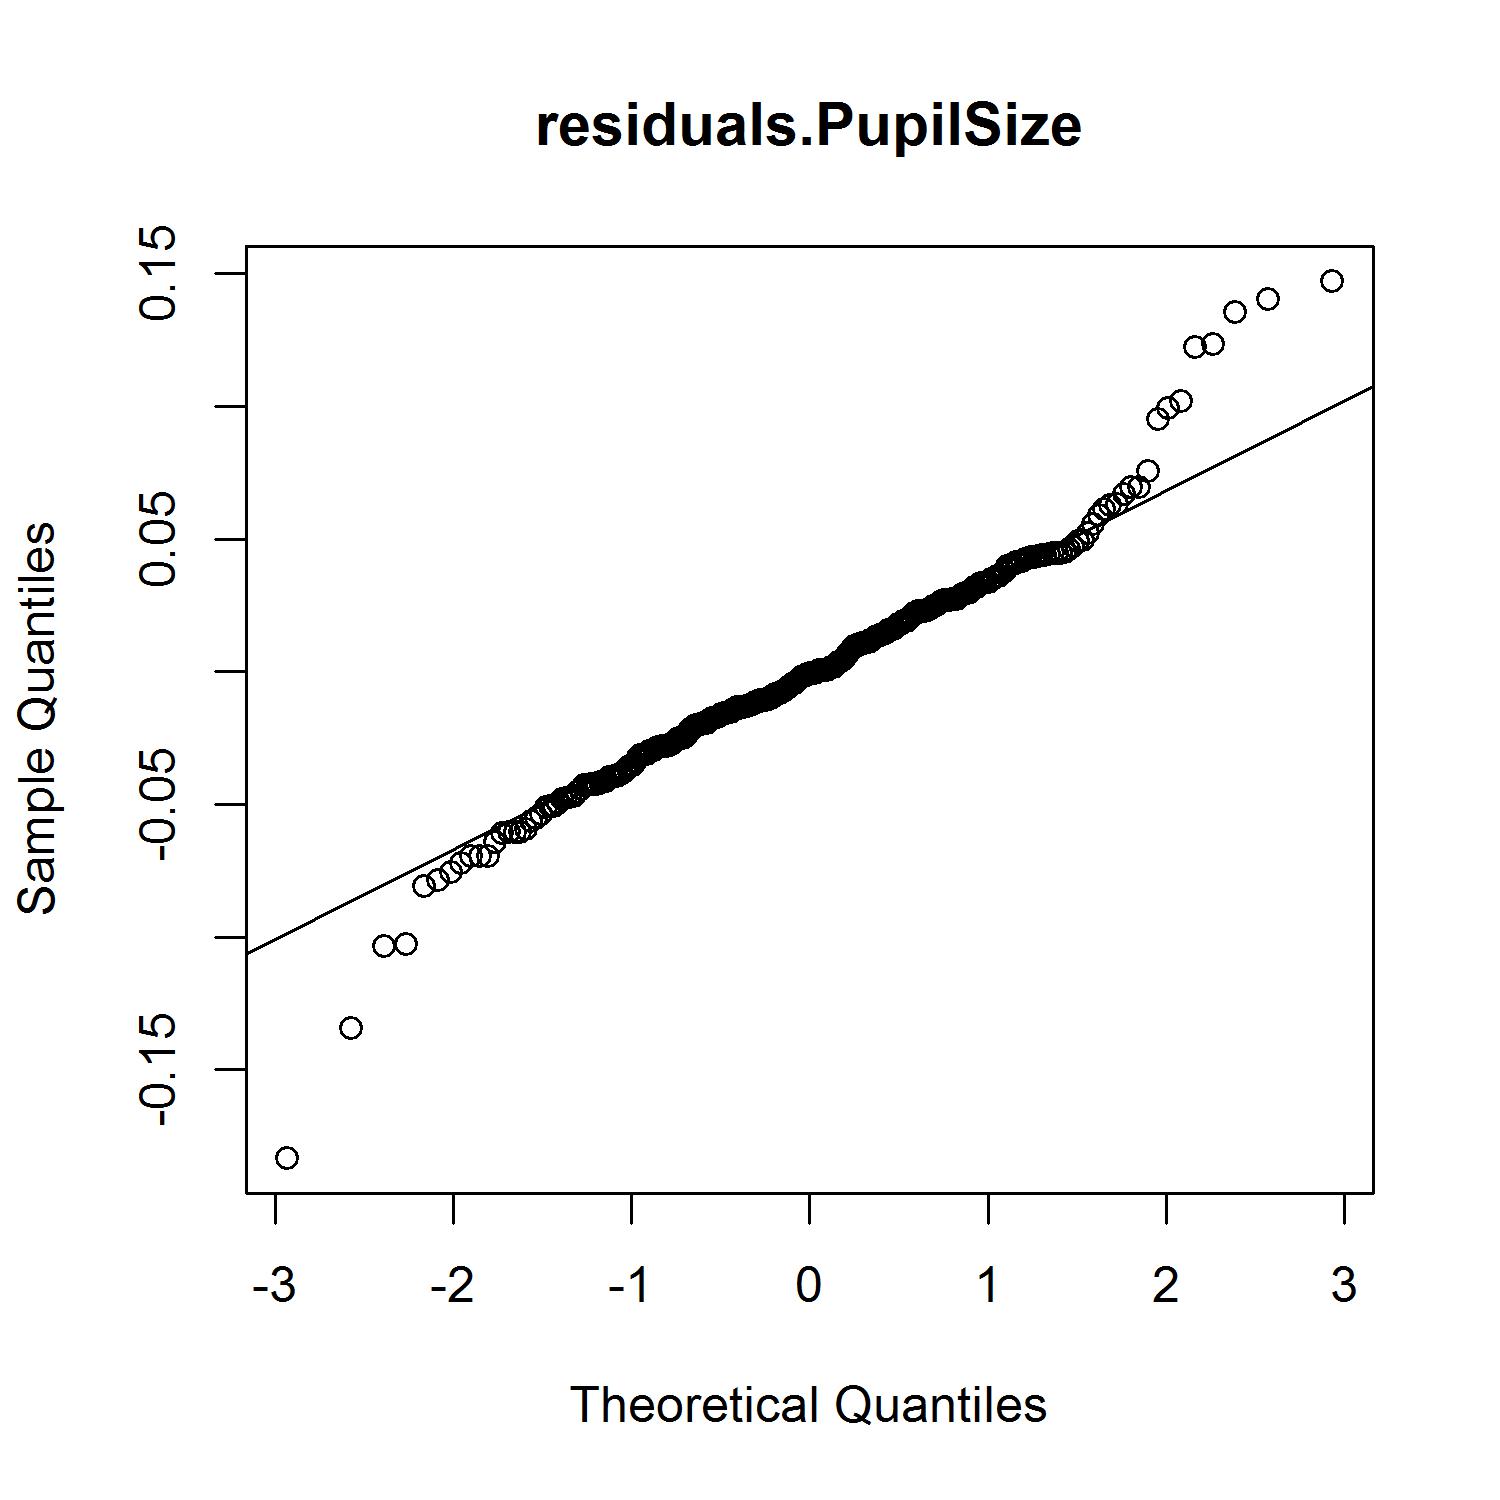 residuals.PupilSize
0.15
0.05
-0.05
-0.15
Sample Quantiles
-3 -2 -1 0 1 2 3
Theoretical Quantiles